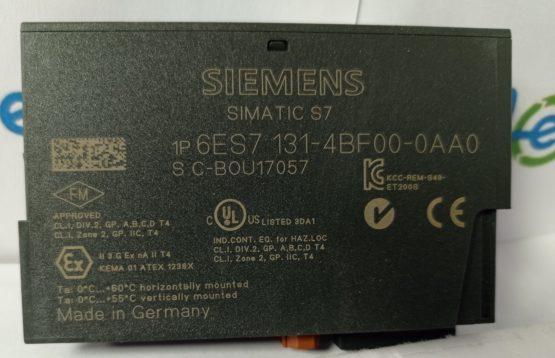 SIEMENS
SIMATIC S7
1P 6ES7 131-4BF00-0AA0
S C-B0U17057
KCC-REM-S49-
ET200S
FM
APPROVED
CL.I, DIV.2, GP. A,B,C,D T4
CL.I, Zone 2, GP. IIC, T4
C UL US LISTED 3DA1
IND.CONT. EQ. for HAZ.LOC
CL.I, DIV.2, GP. A,B,C,D T4
CL.I, Zone 2, GP. IIC, T4
CE
Ex
II 3 G Ex nA II T4
KEMA 01 ATEX 1238X
Ta: 0°C...+60°C horizontally mounted
Ta: 0°C...+55°C vertically mounted
Made in Germany